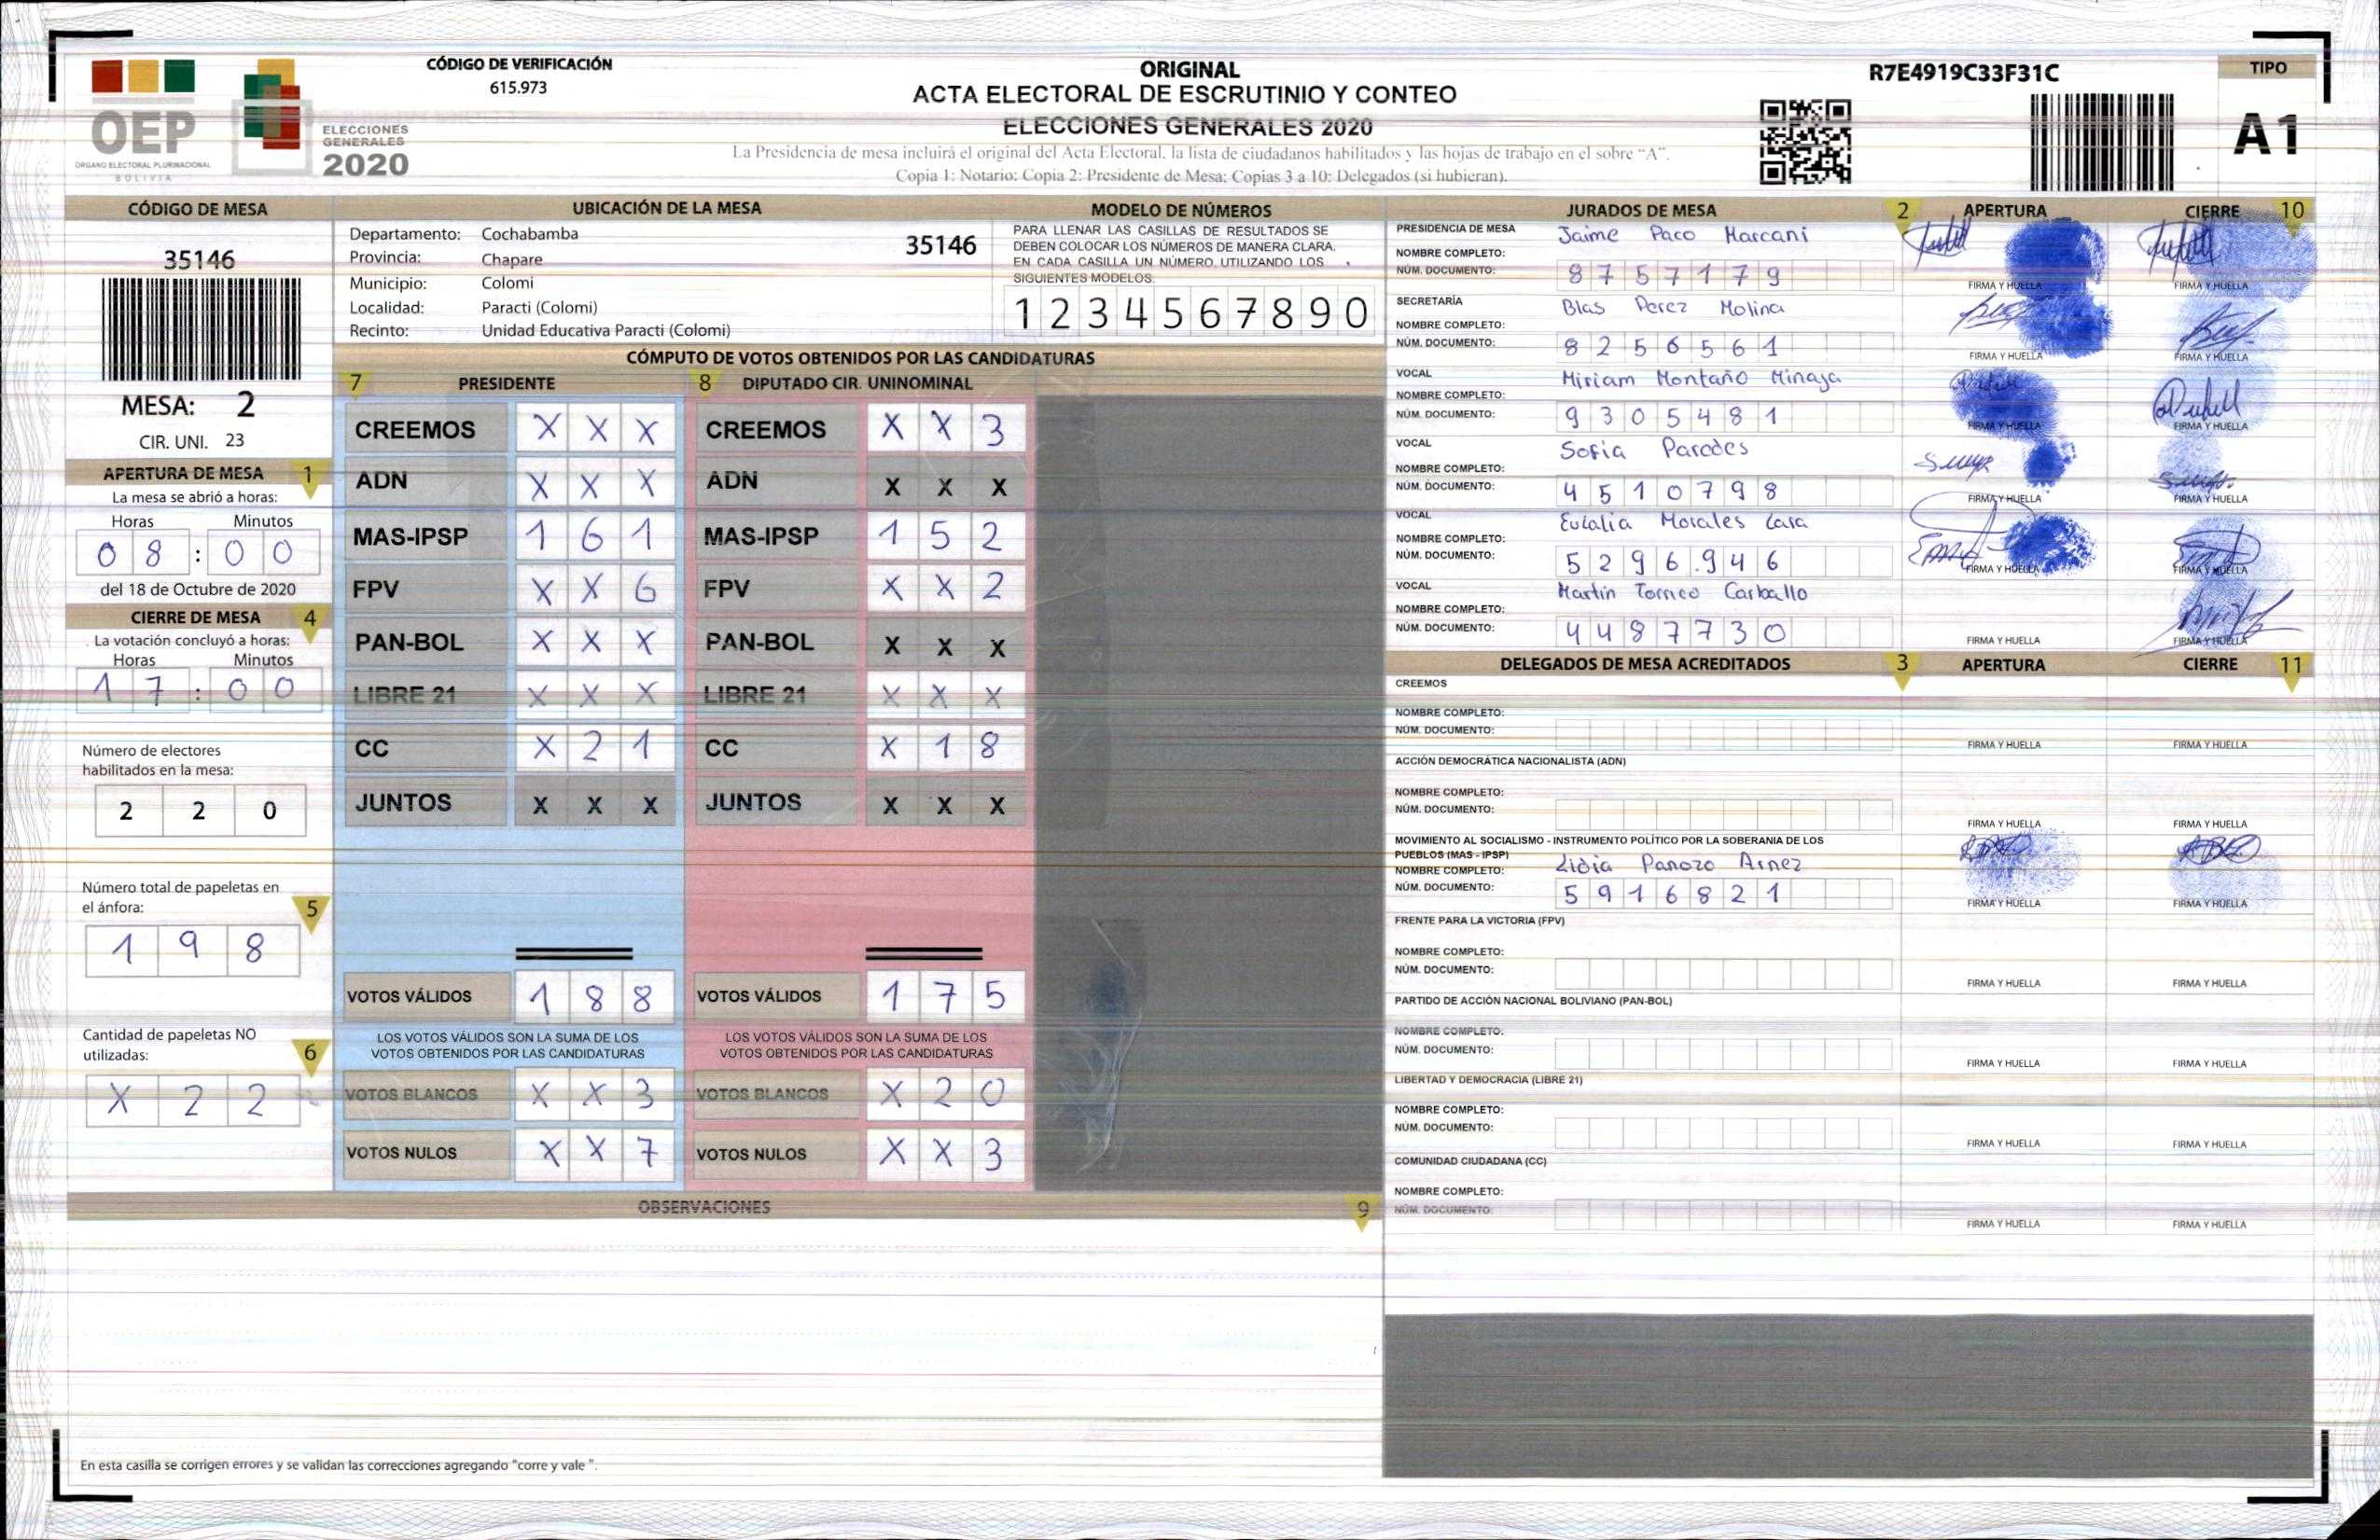 CÓDIGO DE VERIFICACIÓN
615.973
ORIGINAL
ACTA ELECTORAL DE ESCRUTINIO Y CONTEO
ELECCIONES GENERALES 2020
La Presidencia de mesa incluirá el original del Acta Electoral, la lista de ciudadanos habilitados y las hojas de trabajo en el sobre "A".
Copia 1: Notario; Copia 2: Presidente de Mesa; Copias 3 a 10: Delegados (si hubieran).
R7E4919C33F31C
TIPO
A1
OEP
ÓRGANO ELECTORAL PLURINACIONAL
BOLIVIA
ELECCIONES
GENERALES
2020
CÓDIGO DE MESA
35146
MESA: 2
CIR. UNI. 23
APERTURA DE MESA 1
La mesa se abrió a horas:
Horas Minutos
0 8 : 0 0
del 18 de Octubre de 2020
CIERRE DE MESA 4
La votación concluyó a horas:
Horas Minutos
1 7 : 0 0
Número de electores
habilitados en la mesa:
2 2 0
Número total de papeletas en
el ánfora: 5
1 9 8
Cantidad de papeletas NO
utilizadas: 6
X 2 2
UBICACIÓN DE LA MESA
Departamento: Cochabamba
35146
Provincia: Chapare
Municipio: Colomi
Localidad: Paracti (Colomi)
Recinto: Unidad Educativa Paracti (Colomi)
MODELO DE NÚMEROS
PARA LLENAR LAS CASILLAS DE RESULTADOS SE
DEBEN COLOCAR LOS NÚMEROS DE MANERA CLARA.
EN CADA CASILLA UN NÚMERO, UTILIZANDO LOS
SIGUIENTES MODELOS:
1 2 3 4 5 6 7 8 9 0
CÓMPUTO DE VOTOS OBTENIDOS POR LAS CANDIDATURAS
7 PRESIDENTE 8 DIPUTADO CIR. UNINOMINAL
CREEMOS X X X CREEMOS X X 3
ADN X X X ADN X X X
MAS-IPSP 1 6 1 MAS-IPSP 1 5 2
FPV X X 6 FPV X X 2
PAN-BOL X X X PAN-BOL X X X
LIBRE 21 X X X LIBRE 21 X X X
CC X 2 1 CC X 1 8
JUNTOS X X X JUNTOS X X X
VOTOS VÁLIDOS 1 8 8 VOTOS VÁLIDOS 1 7 5
LOS VOTOS VÁLIDOS SON LA SUMA DE LOS LOS VOTOS VÁLIDOS SON LA SUMA DE LOS
VOTOS OBTENIDOS POR LAS CANDIDATURAS VOTOS OBTENIDOS POR LAS CANDIDATURAS
VOTOS BLANCOS X X 3 VOTOS BLANCOS X 2 0
VOTOS NULOS X X 7 VOTOS NULOS X X 3
OBSERVACIONES 9
En esta casilla se corrigen errores y se validan las correcciones agregando "corre y vale ".
JURADOS DE MESA 2 APERTURA CIERRE 10
PRESIDENCIA DE MESA
Jaime Paco Marcani
NOMBRE COMPLETO:
NÚM. DOCUMENTO: 8 7 5 7 1 7 9
FIRMA Y HUELLA FIRMA Y HUELLA
SECRETARÍA
Blas Perez Molina
NOMBRE COMPLETO:
NÚM. DOCUMENTO: 8 2 5 6 5 6 1
FIRMA Y HUELLA FIRMA Y HUELLA
VOCAL
Miriam Montaño Minaya
NOMBRE COMPLETO:
NÚM. DOCUMENTO: 9 3 0 5 4 8 1
FIRMA Y HUELLA FIRMA Y HUELLA
VOCAL
Sofia Paredes
NOMBRE COMPLETO:
NÚM. DOCUMENTO: 4 5 1 0 7 9 8
FIRMA Y HUELLA FIRMA Y HUELLA
VOCAL
Eulalia Morales Lara
NOMBRE COMPLETO:
NÚM. DOCUMENTO: 5 2 9 6 9 4 6
FIRMA Y HUELLA FIRMA Y HUELLA
VOCAL
Martin Torrico Carballo
NOMBRE COMPLETO:
NÚM. DOCUMENTO: 4 4 8 7 7 3 0
FIRMA Y HUELLA FIRMA Y HUELLA
DELEGADOS DE MESA ACREDITADOS 3 APERTURA CIERRE 11
CREEMOS
NOMBRE COMPLETO:
NÚM. DOCUMENTO:
FIRMA Y HUELLA FIRMA Y HUELLA
ACCIÓN DEMOCRÁTICA NACIONALISTA (ADN)
NOMBRE COMPLETO:
NÚM. DOCUMENTO:
FIRMA Y HUELLA FIRMA Y HUELLA
MOVIMIENTO AL SOCIALISMO - INSTRUMENTO POLÍTICO POR LA SOBERANIA DE LOS
PUEBLOS (MAS - IPSP)
Lidia Panozo Arnez
NOMBRE COMPLETO:
NÚM. DOCUMENTO: 5 9 1 6 8 2 1
FIRMA Y HUELLA FIRMA Y HUELLA
FRENTE PARA LA VICTORIA (FPV)
NOMBRE COMPLETO:
NÚM. DOCUMENTO:
FIRMA Y HUELLA FIRMA Y HUELLA
PARTIDO DE ACCIÓN NACIONAL BOLIVIANO (PAN-BOL)
NOMBRE COMPLETO:
NÚM. DOCUMENTO:
FIRMA Y HUELLA FIRMA Y HUELLA
LIBERTAD Y DEMOCRACIA (LIBRE 21)
NOMBRE COMPLETO:
NÚM. DOCUMENTO:
FIRMA Y HUELLA FIRMA Y HUELLA
COMUNIDAD CIUDADANA (CC)
NOMBRE COMPLETO:
NÚM. DOCUMENTO:
FIRMA Y HUELLA FIRMA Y HUELLA